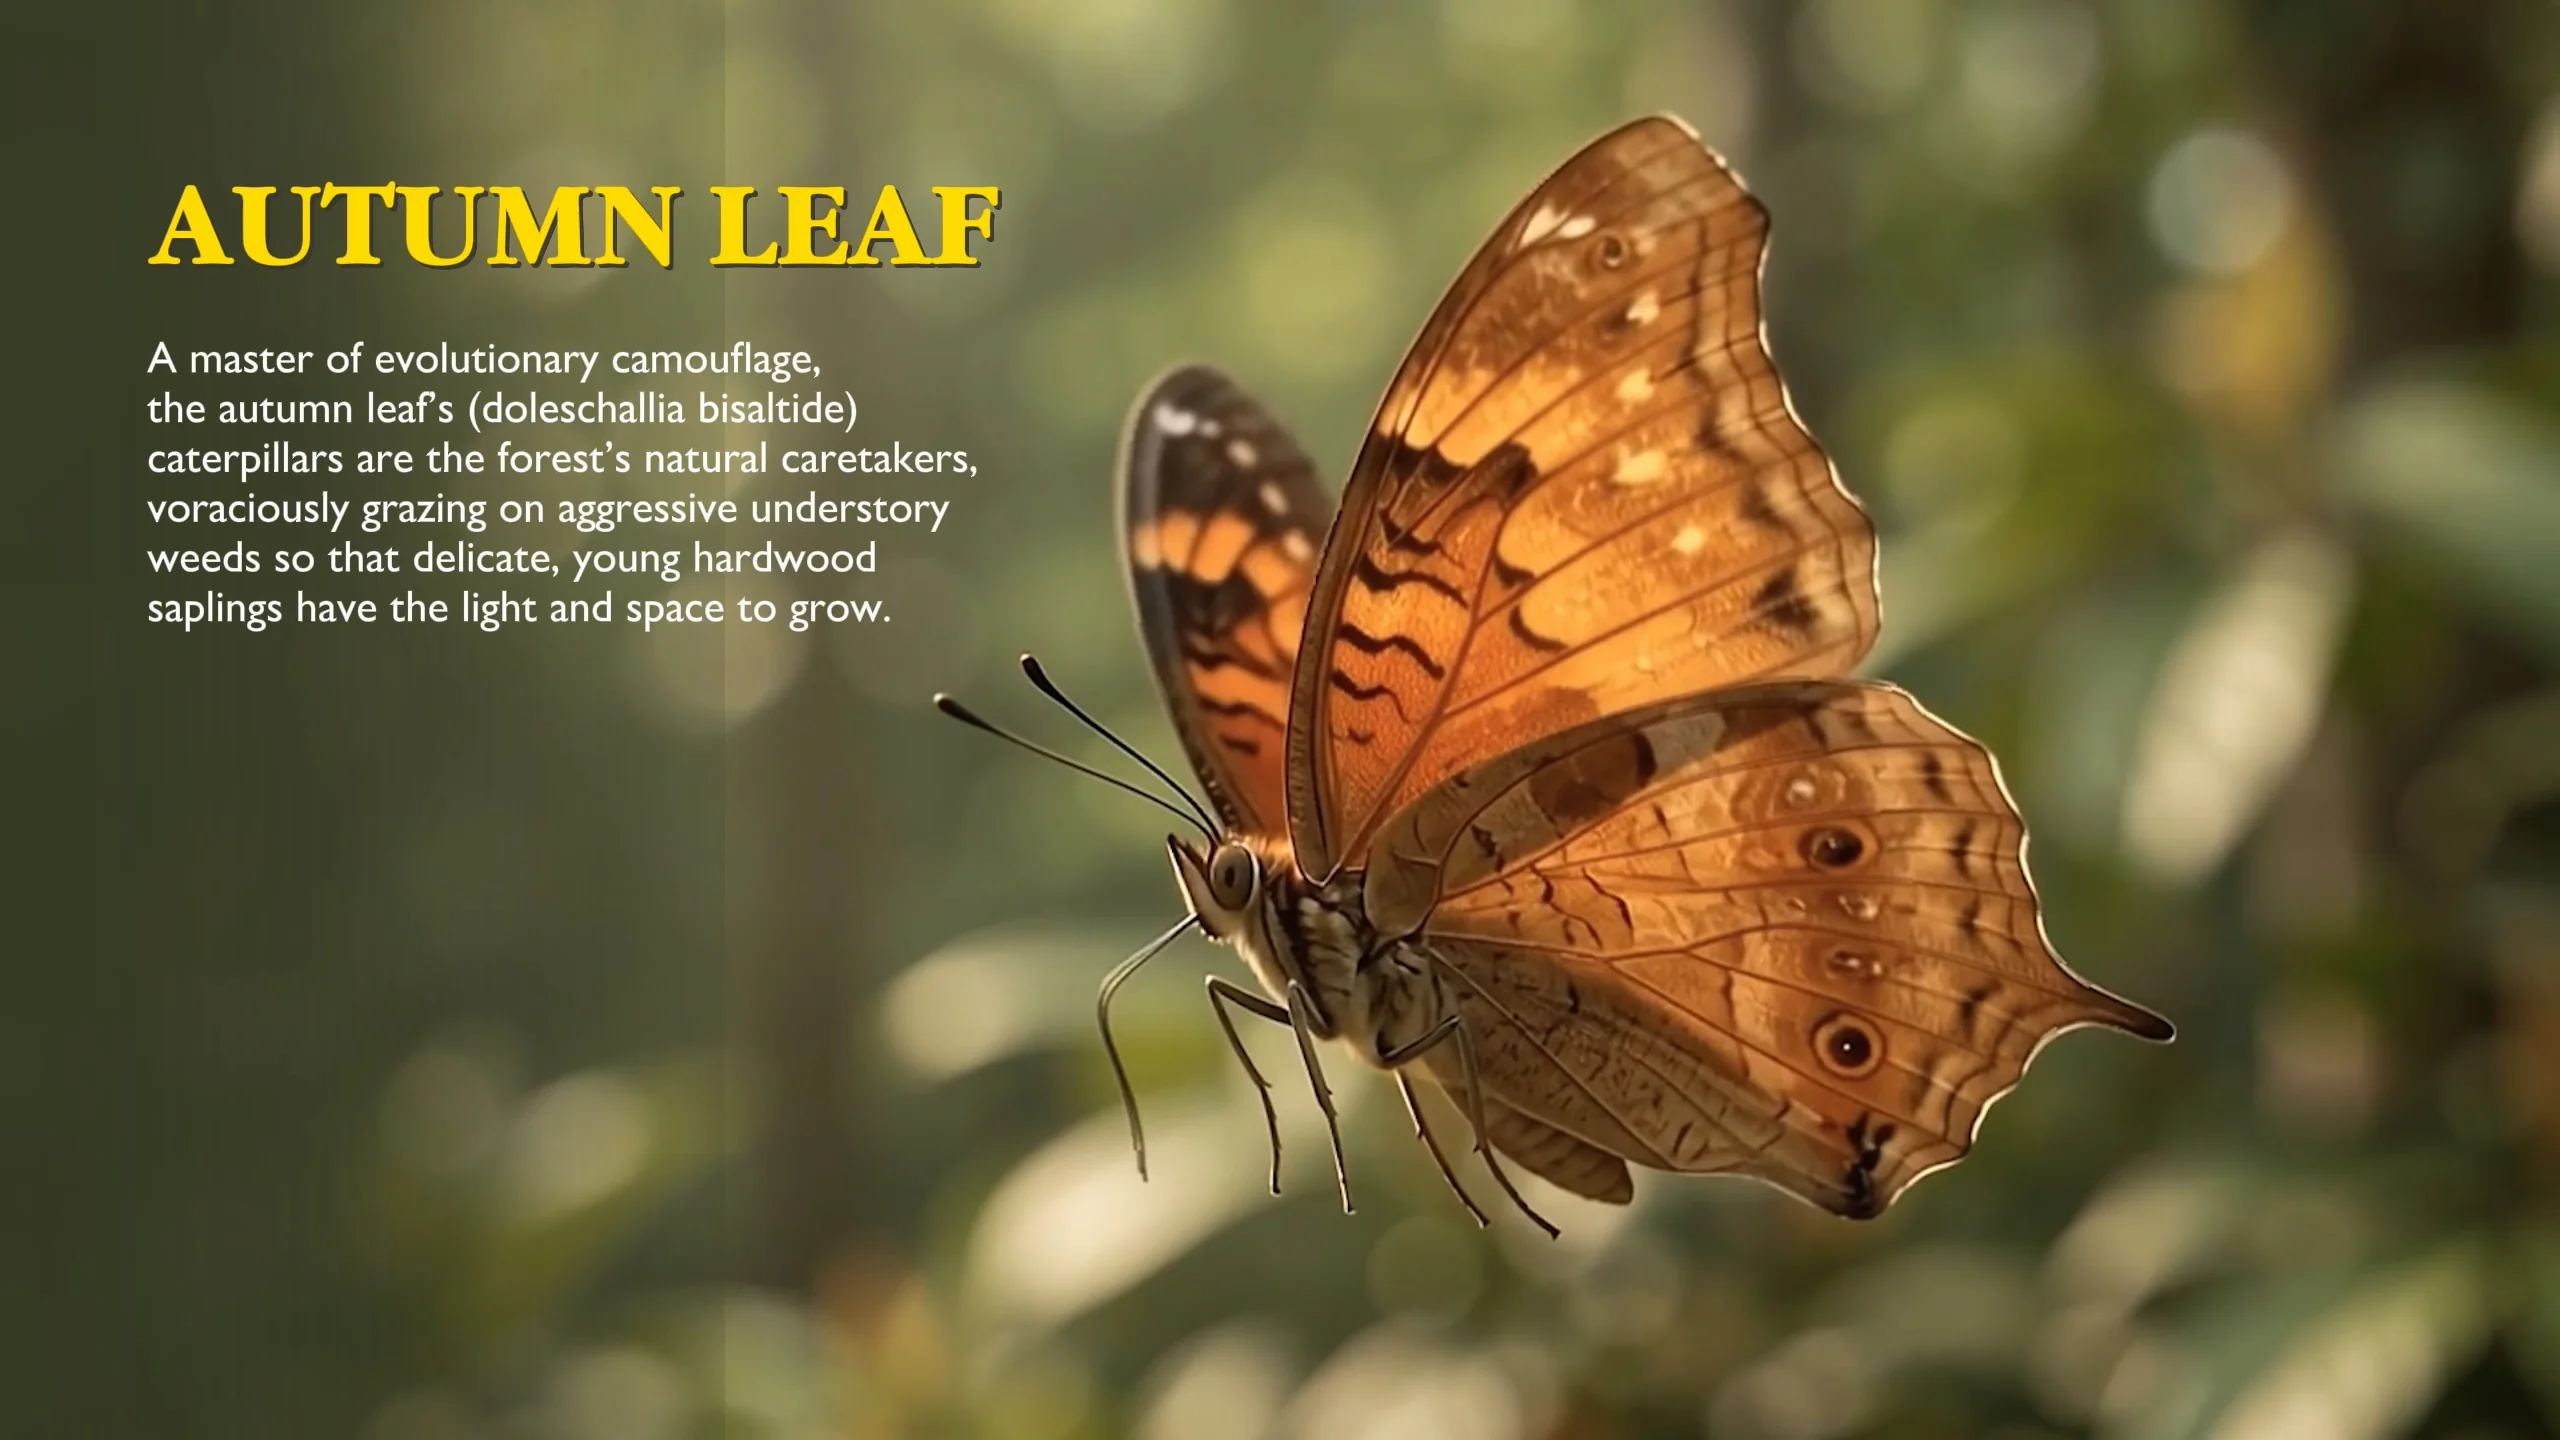 AUTUMN LEAF
A master of evolutionary camouflage,
the autumn leaf’s (doleschallia bisaltide)
caterpillars are the forest’s natural caretakers,
voraciously grazing on aggressive understory
weeds so that delicate, young hardwood
saplings have the light and space to grow.